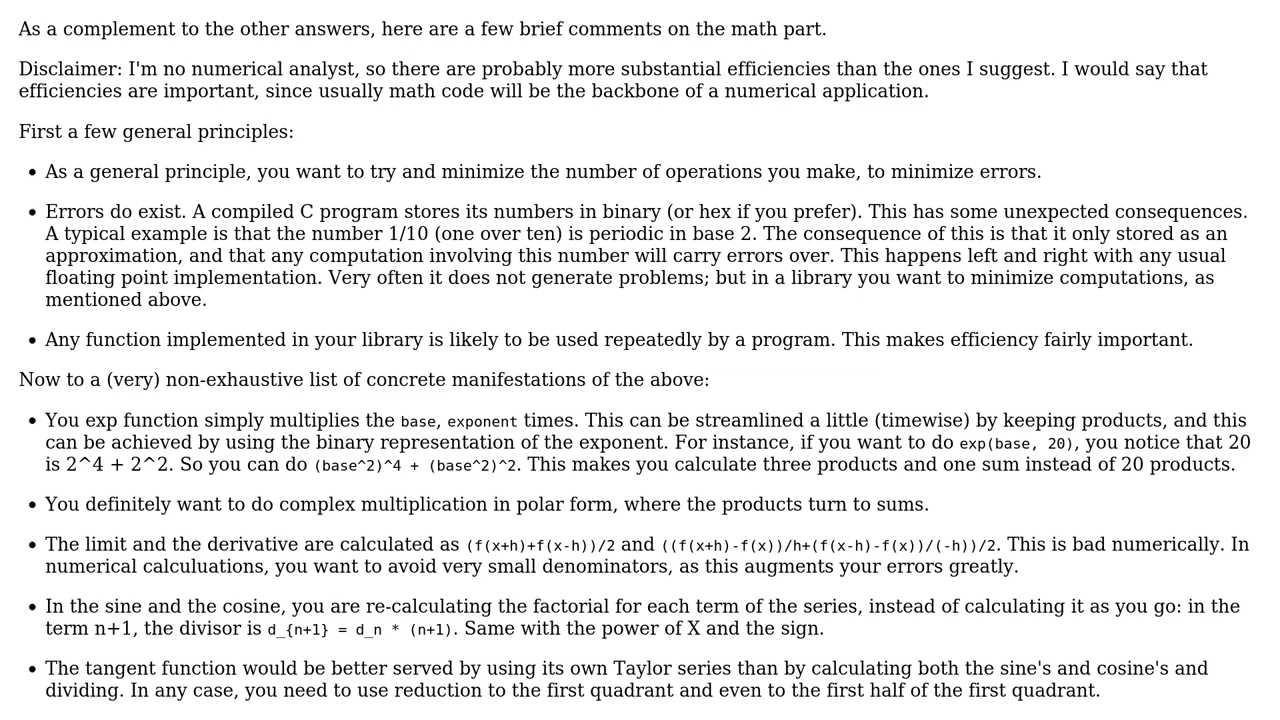 As a complement to the other answers, here are a few brief comments on the math part.
Disclaimer: I'm no numerical analyst, so there are probably more substantial efficiencies than the ones I suggest. I would say that
efficiencies are important, since usually math code will be the backbone of a numerical application.
First a few general principles:
• As a general principle, you want to try and minimize the number of operations you make, to minimize errors.
• Errors do exist. A compiled C program stores its numbers in binary (or hex if you prefer). This has some unexpected consequences.
A typical example is that the number 1/10 (one over ten) is periodic in base 2. The consequence of this is that it only stored as an
approximation, and that any computation involving this number will carry errors over. This happens left and right with any usual
floating point implementation. Very often it does not generate problems; but in a library you want to minimize computations, as
mentioned above.
• Any function implemented in your library is likely to be used repeatedly by a program. This makes efficiency fairly important.
Now to a (very) non-exhaustive list of concrete manifestations of the above:
• You exp function simply multiplies the base, exponent times. This can be streamlined a little (timewise) by keeping products, and this
can be achieved by using the binary representation of the exponent. For instance, if you want to do exp(base, 20), you notice that 20
is 2^4 + 2^2. So you can do (base^2)^4 + (base^2)^2. This makes you calculate three products and one sum instead of 20 products.
• You definitely want to do complex multiplication in polar form, where the products turn to sums.
• The limit and the derivative are calculated as (f(x+h)+f(x-h))/2 and ((f(x+h)-f(x))/h+(f(x-h)-f(x))/(-h))/2. This is bad numerically. In
numerical calculuations, you want to avoid very small denominators, as this augments your errors greatly.
• In the sine and the cosine, you are re-calculating the factorial for each term of the series, instead of calculating it as you go: in the
term n+1, the divisor is d_{n+1} = d_n * (n+1). Same with the power of X and the sign.
• The tangent function would be better served by using its own Taylor series than by calculating both the sine's and cosine's and
dividing. In any case, you need to use reduction to the first quadrant and even to the first half of the first quadrant.